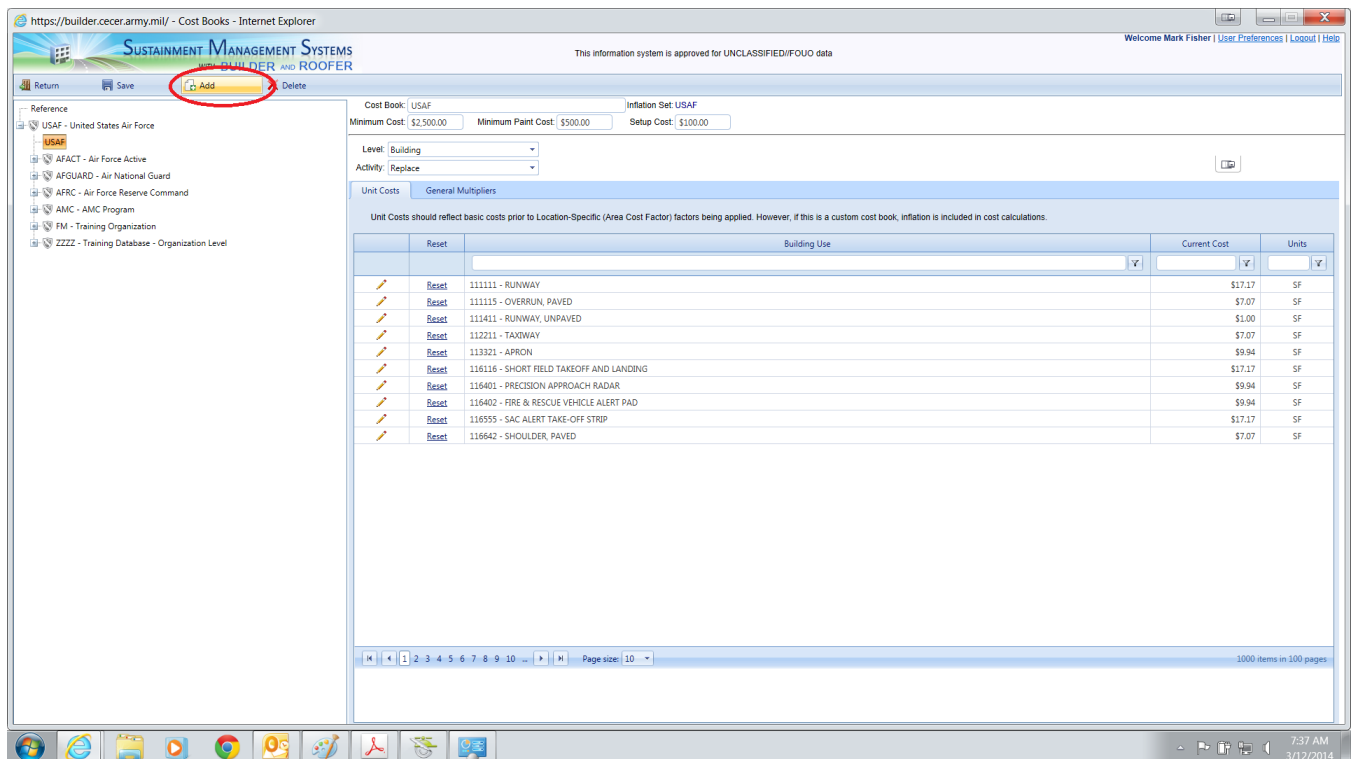 https://builder.cecer.army.mil/ - Cost Books - Internet Explorer
SUSTAINMENT MANAGEMENT SYSTEMS
WITH BUILDER AND ROOFER
This information system is approved for UNCLASSIFIED//FOUO data
Welcome Mark Fisher | User Preferences | Logout | Help
Return Save Add Delete
Reference
USAF - United States Air Force
USAF
AFACT - Air Force Active
AFGUARD - Air National Guard
AFRC - Air Force Reserve Command
AMC - AMC Program
FM - Training Organization
ZZZZ - Training Database - Organization Level
Cost Book: USAF Inflation Set: USAF
Minimum Cost: $2,500.00 Minimum Paint Cost: $500.00 Setup Cost: $100.00
Level: Building
Activity: Replace
Unit Costs General Multipliers
Unit Costs should reflect basic costs prior to Location-Specific (Area Cost Factor) factors being applied. However, if this is a custom cost book, inflation is included in cost calculations.
Reset Building Use Current Cost Units
Reset 111111 - RUNWAY $17.17 SF
Reset 111115 - OVERRUN, PAVED $7.07 SF
Reset 111411 - RUNWAY, UNPAVED $1.00 SF
Reset 112211 - TAXIWAY $7.07 SF
Reset 113321 - APRON $9.94 SF
Reset 116116 - SHORT FIELD TAKEOFF AND LANDING $17.17 SF
Reset 116401 - PRECISION APPROACH RADAR $9.94 SF
Reset 116402 - FIRE & RESCUE VEHICLE ALERT PAD $9.94 SF
Reset 116555 - SAC ALERT TAKE-OFF STRIP $17.17 SF
Reset 116642 - SHOULDER, PAVED $7.07 SF
1 2 3 4 5 6 7 8 9 10 ... Page size: 10 1000 items in 100 pages
7:37 AM
3/12/2014